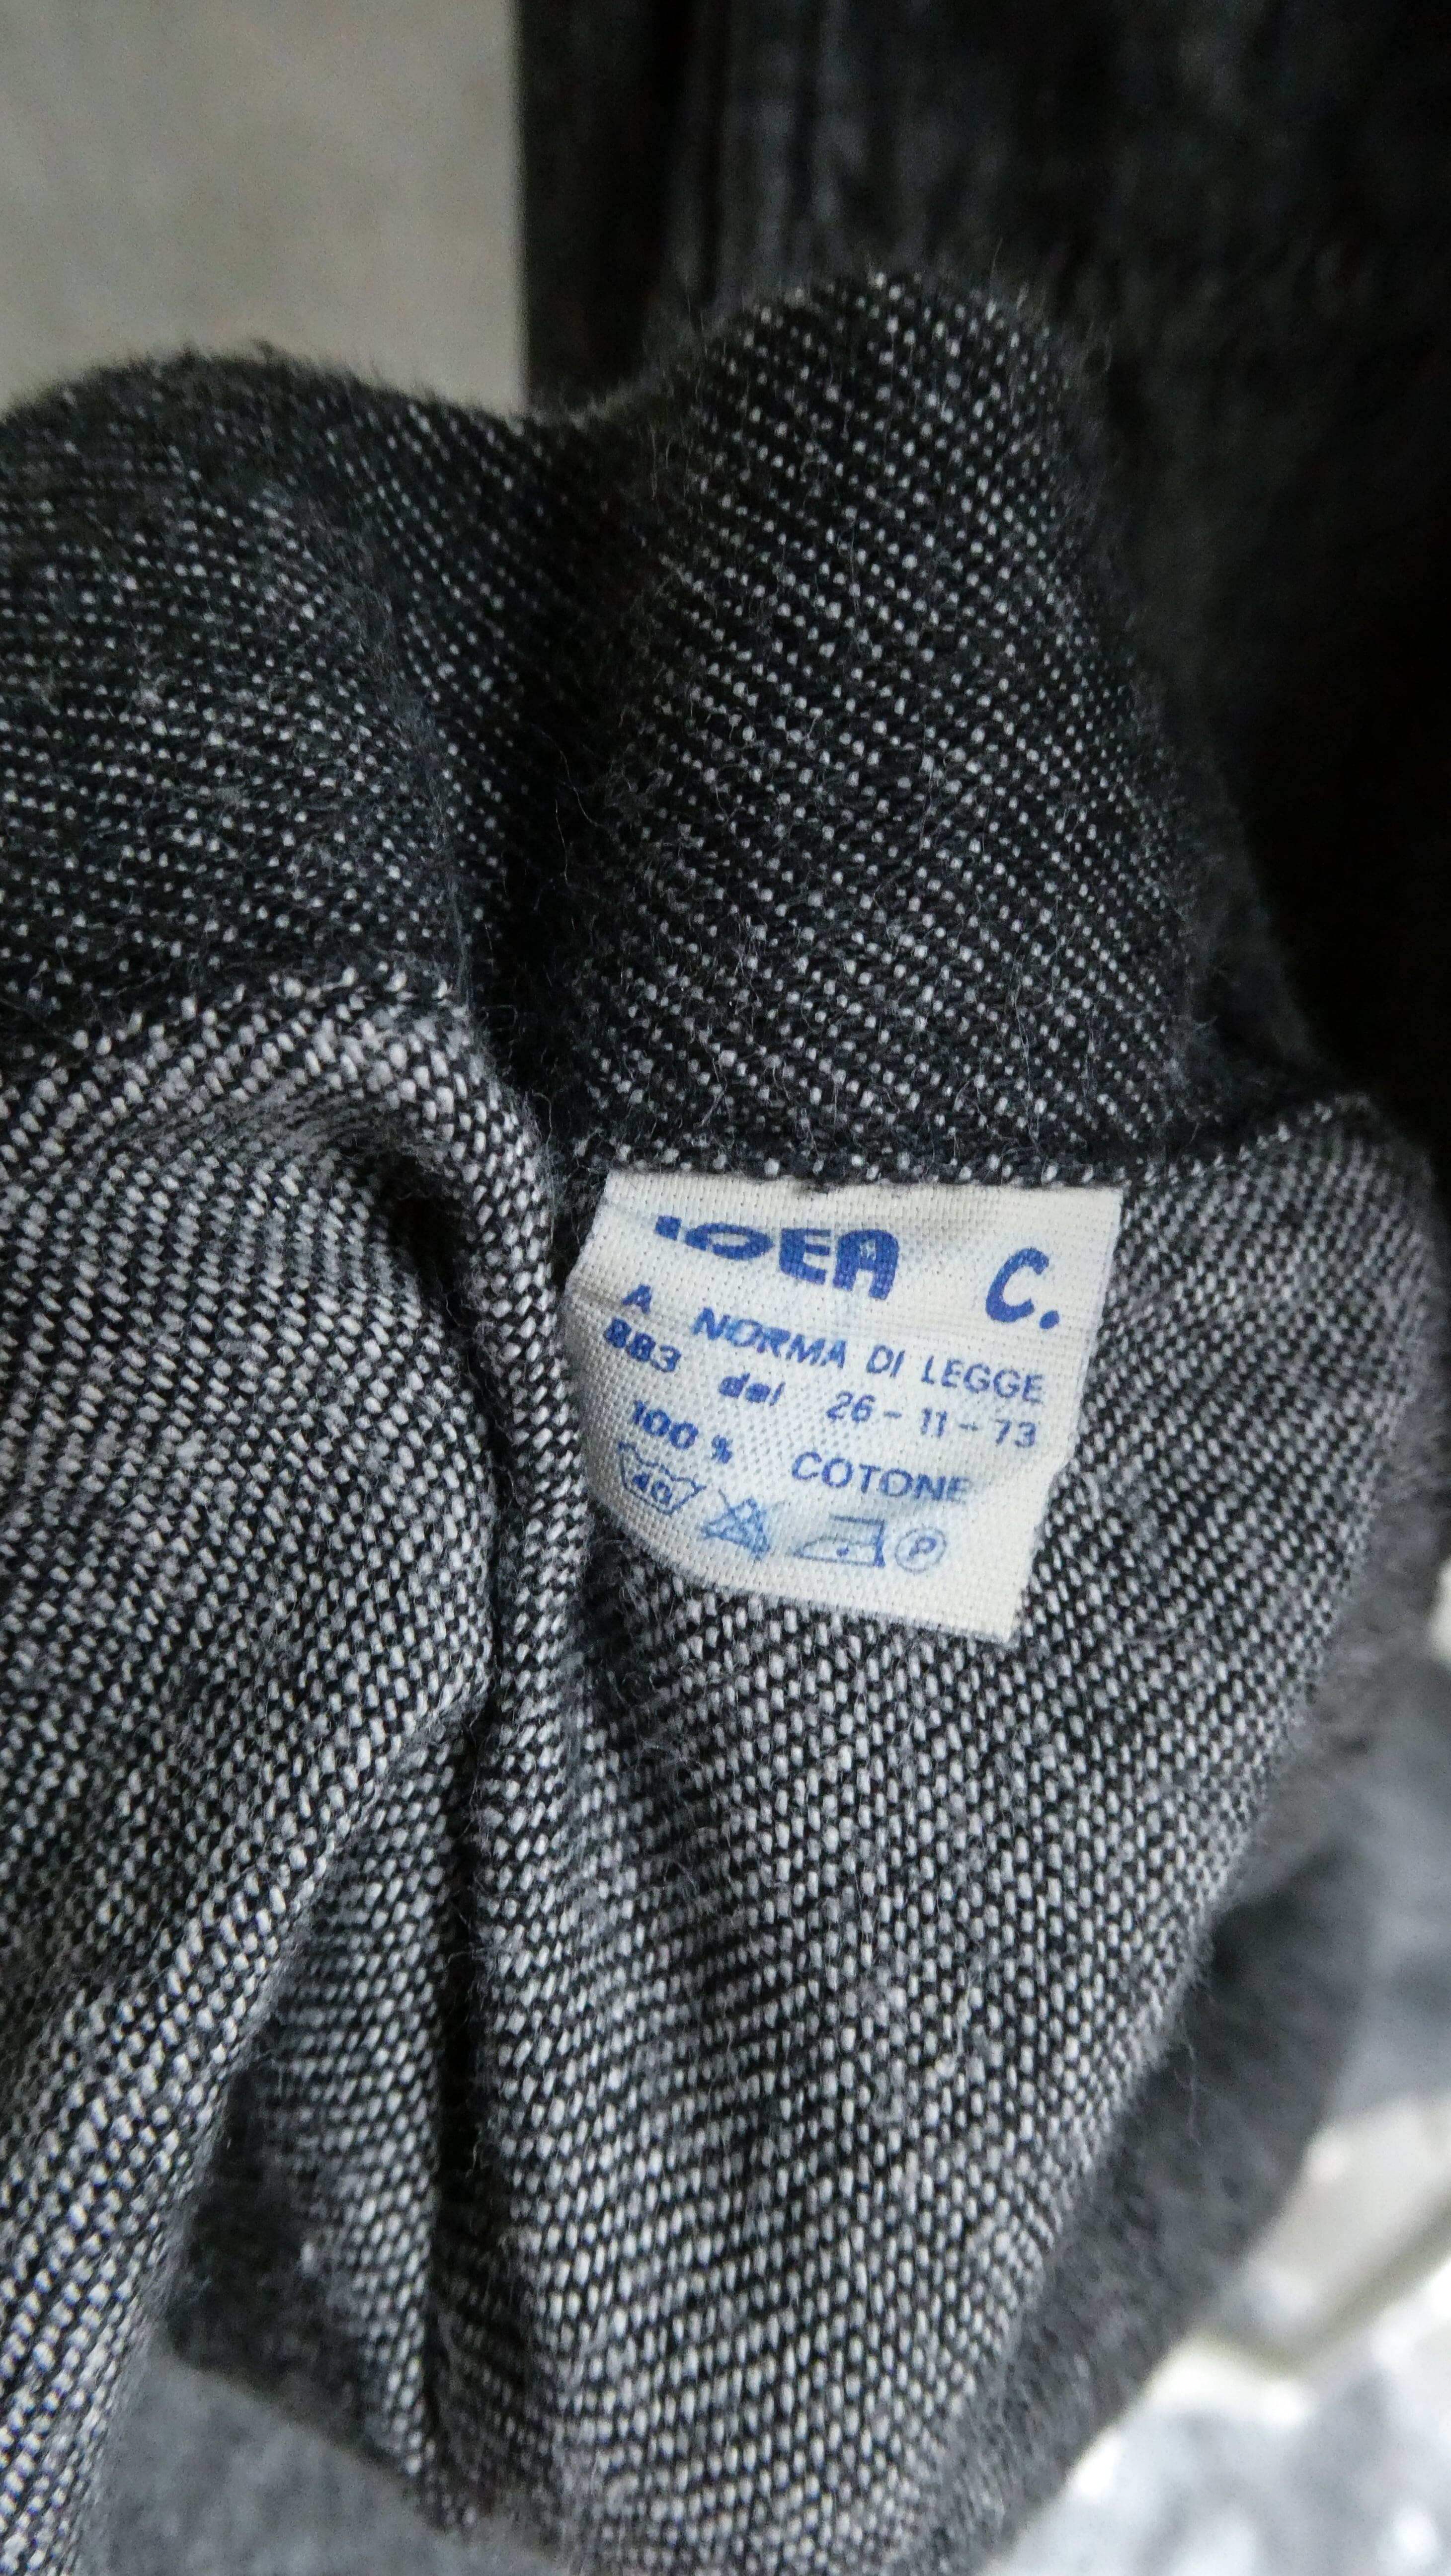 IDEA C.
A NORMA DI LEGGE
883 del 26-11-73
100% COTONE
40 P